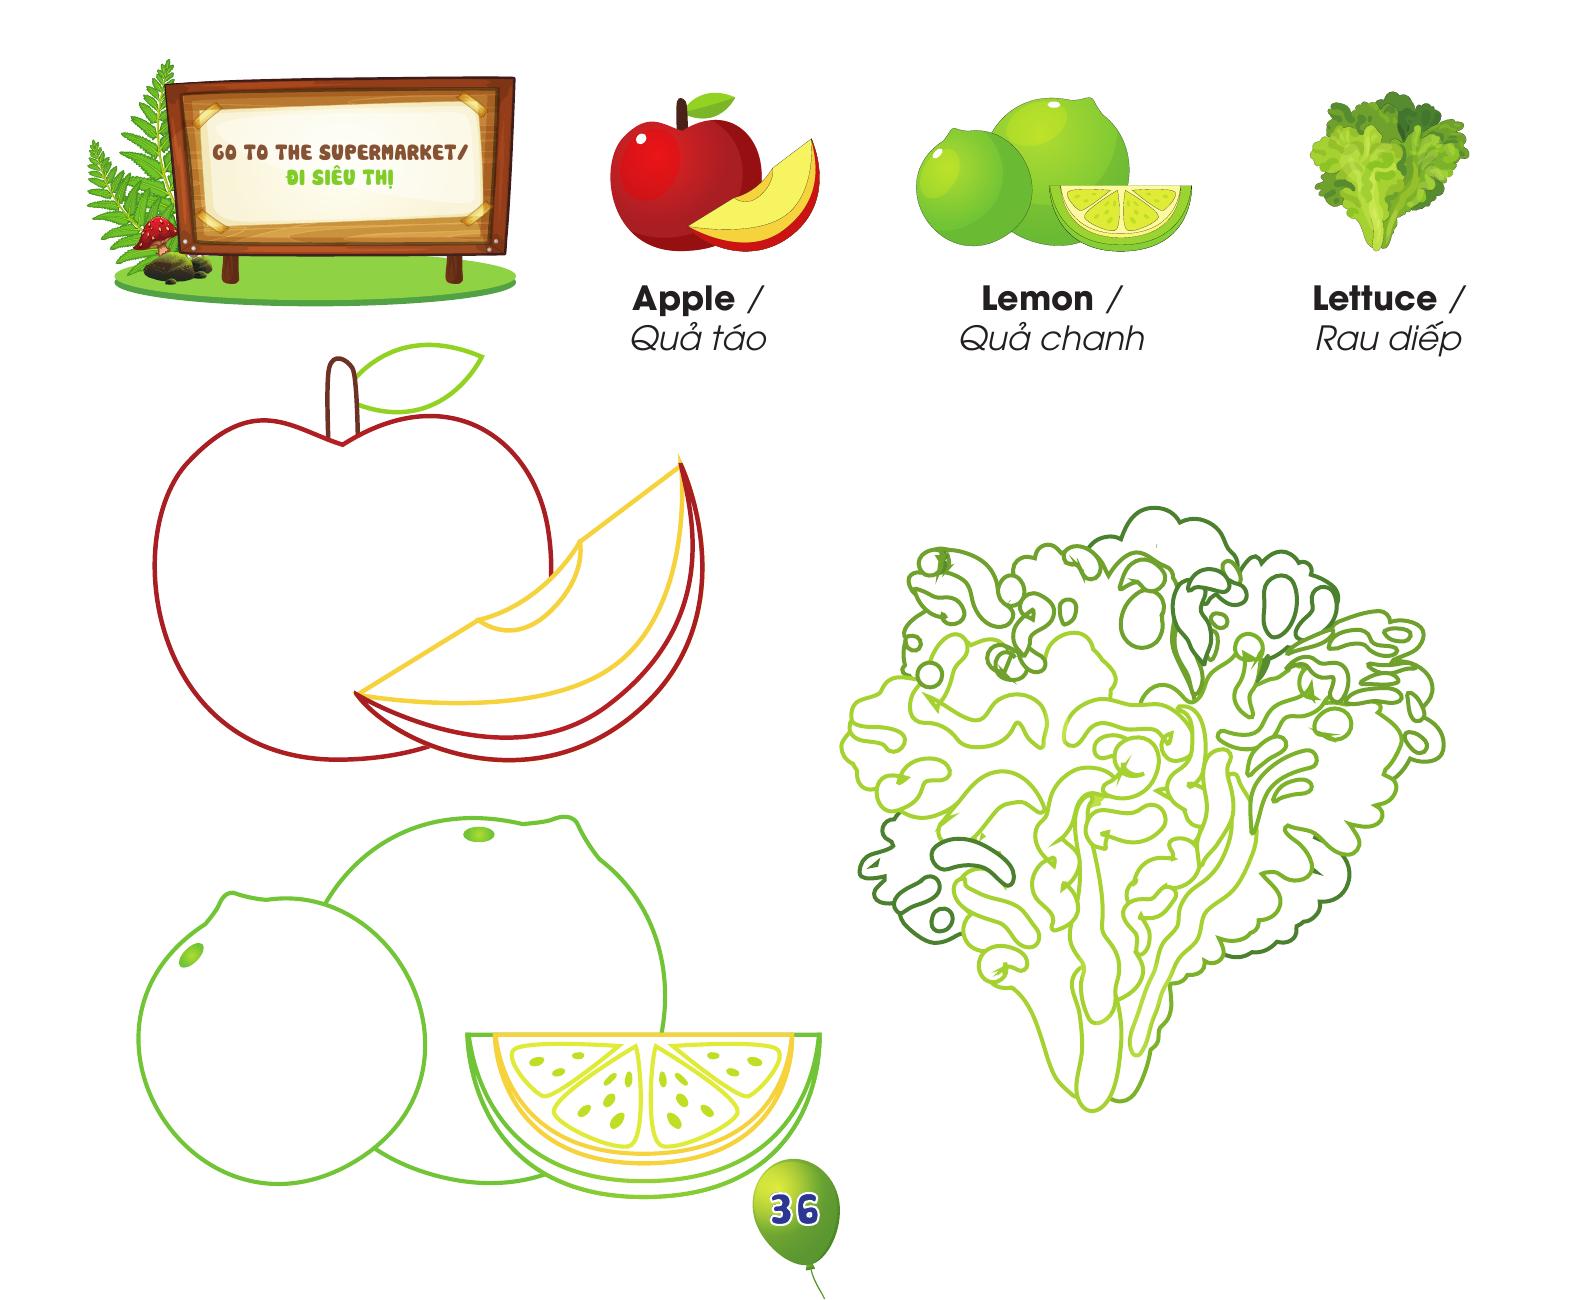 GO TO THE SUPERMARKET/
ĐI SIÊU THỊ
Apple /
Quả táo
Lemon /
Quả chanh
Lettuce /
Rau diếp
36